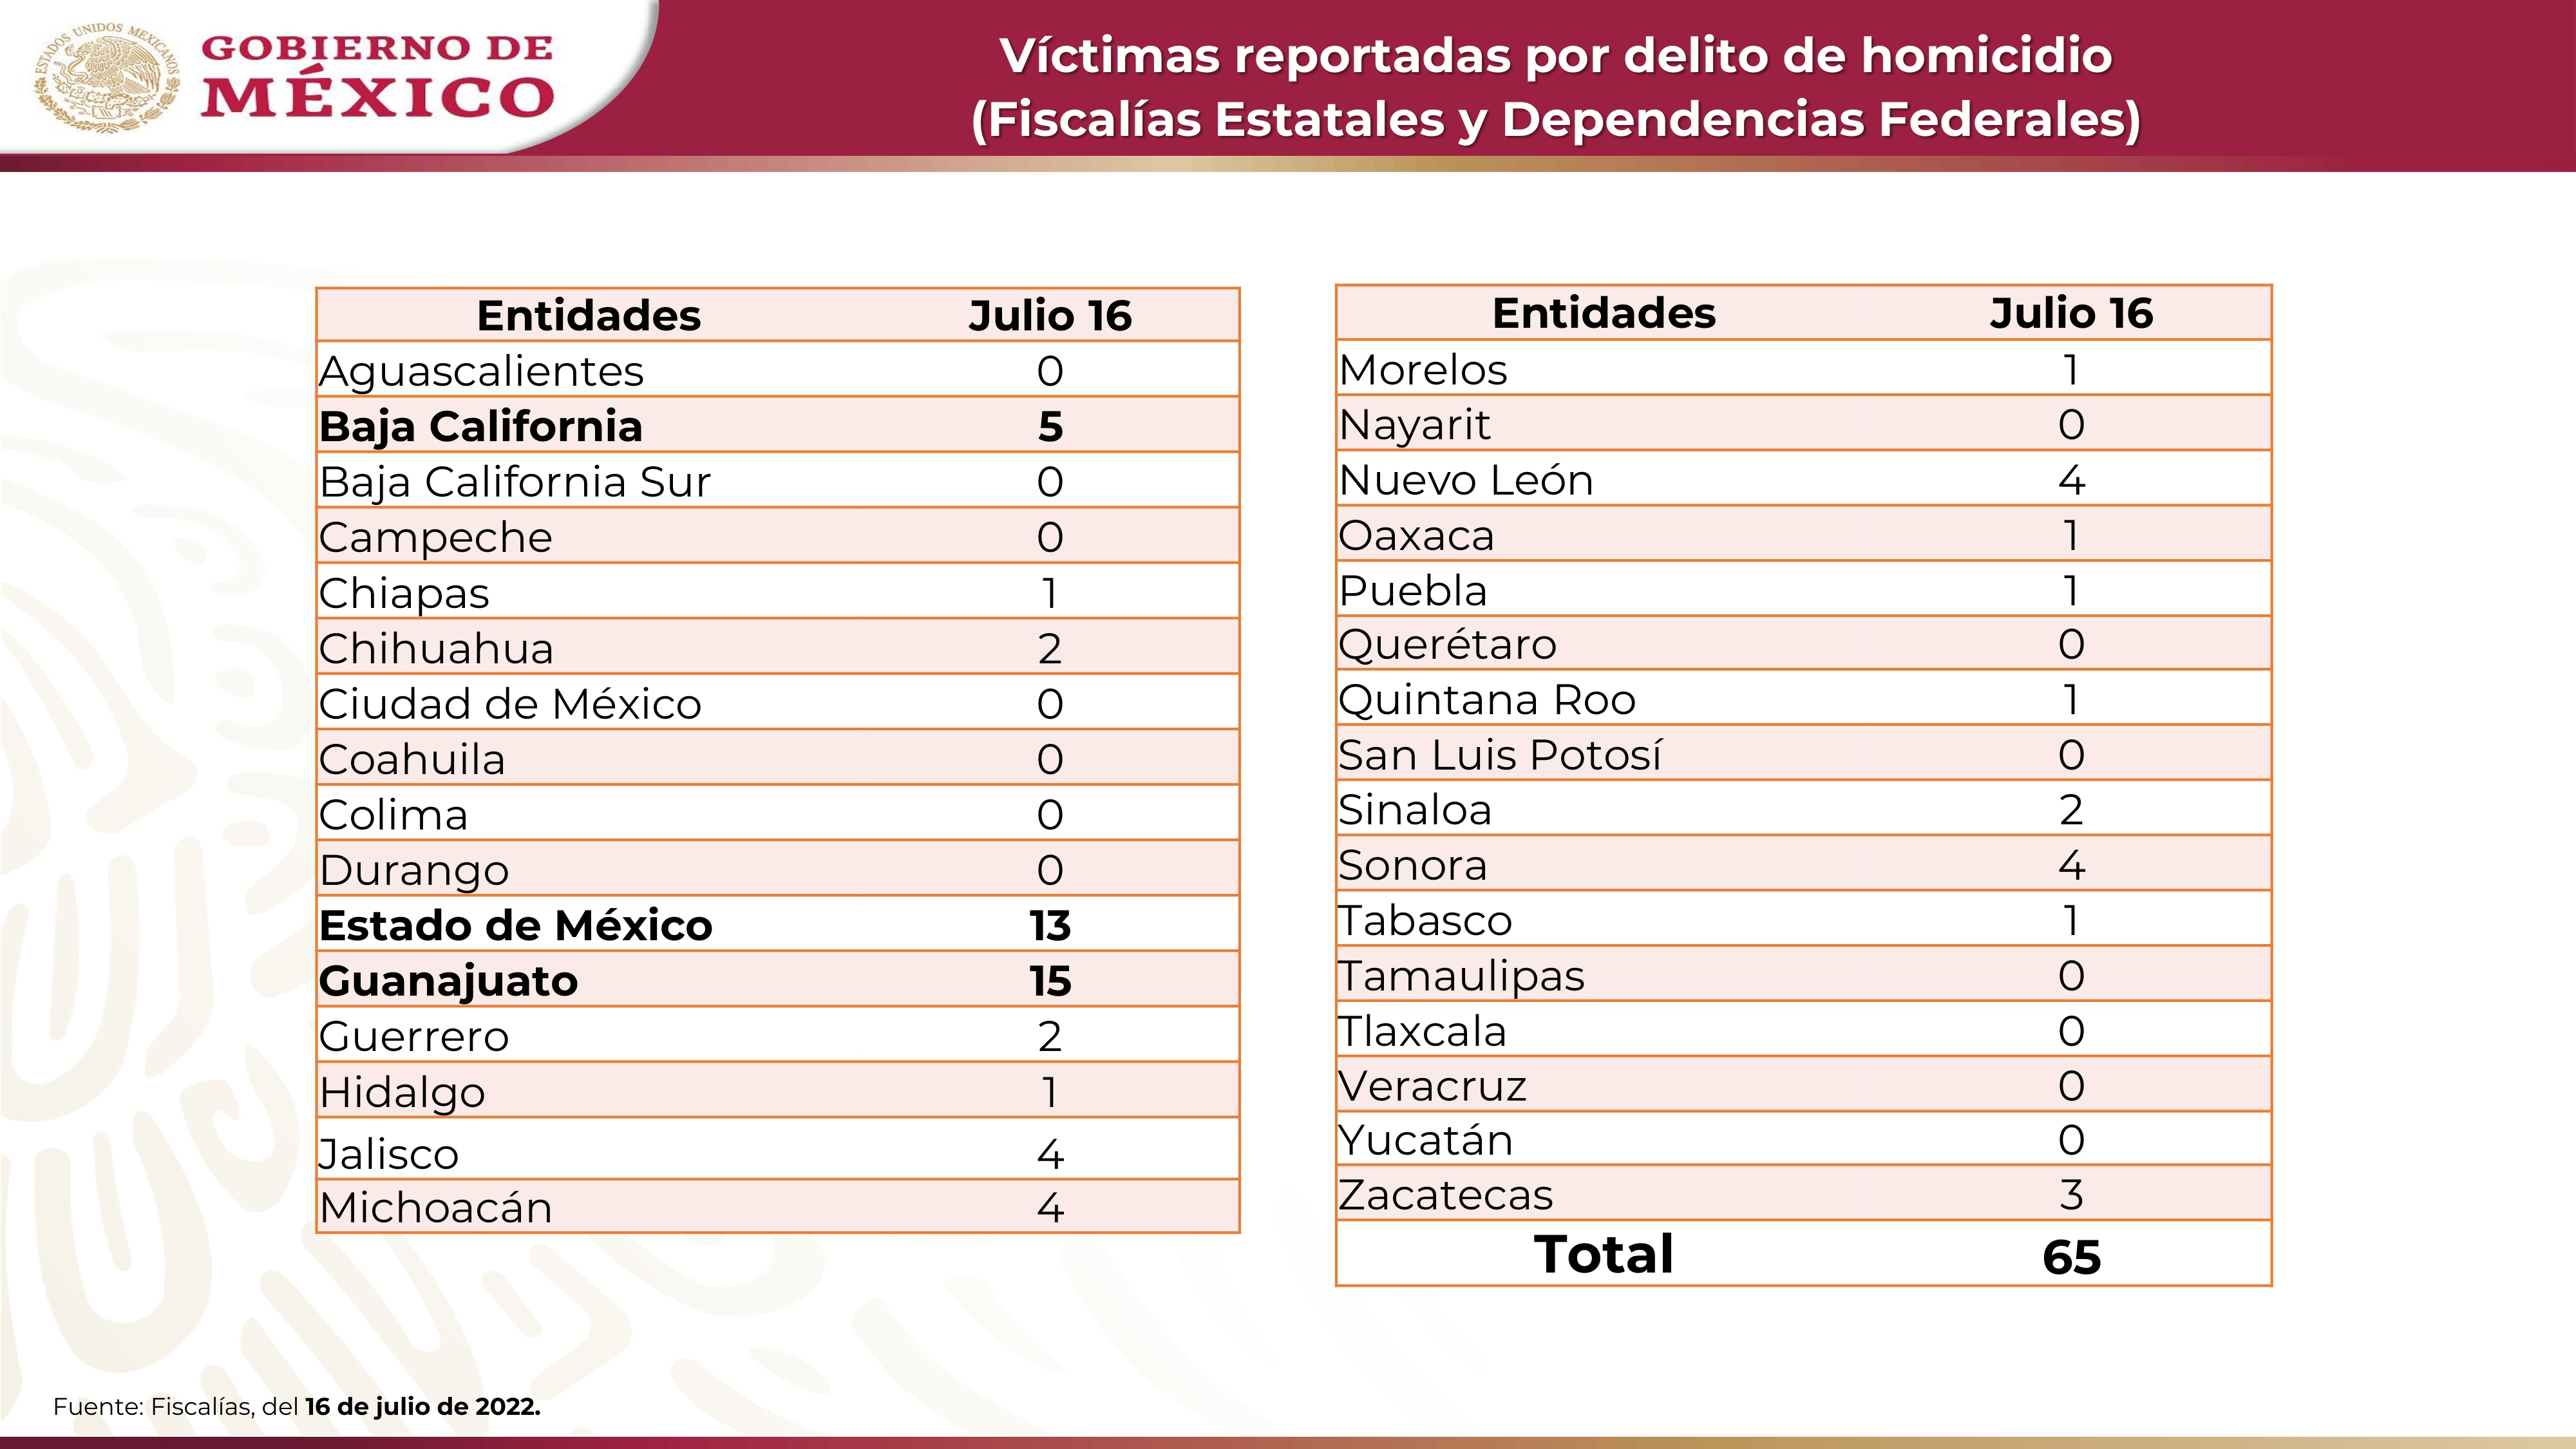 ESTADOS UNIDOS MEXICANOS
GOBIERNO DE
MÉXICO
Víctimas reportadas por delito de homicidio
(Fiscalías Estatales y Dependencias Federales)
Entidades Julio 16
Aguascalientes 0
Baja California 5
Baja California Sur 0
Campeche 0
Chiapas 1
Chihuahua 2
Ciudad de México 0
Coahuila 0
Colima 0
Durango 0
Estado de México 13
Guanajuato 15
Guerrero 2
Hidalgo 1
Jalisco 4
Michoacán 4
Entidades Julio 16
Morelos 1
Nayarit 0
Nuevo León 4
Oaxaca 1
Puebla 1
Querétaro 0
Quintana Roo 1
San Luis Potosí 0
Sinaloa 2
Sonora 4
Tabasco 1
Tamaulipas 0
Tlaxcala 0
Veracruz 0
Yucatán 0
Zacatecas 3
Total 65
Fuente: Fiscalías, del 16 de julio de 2022.